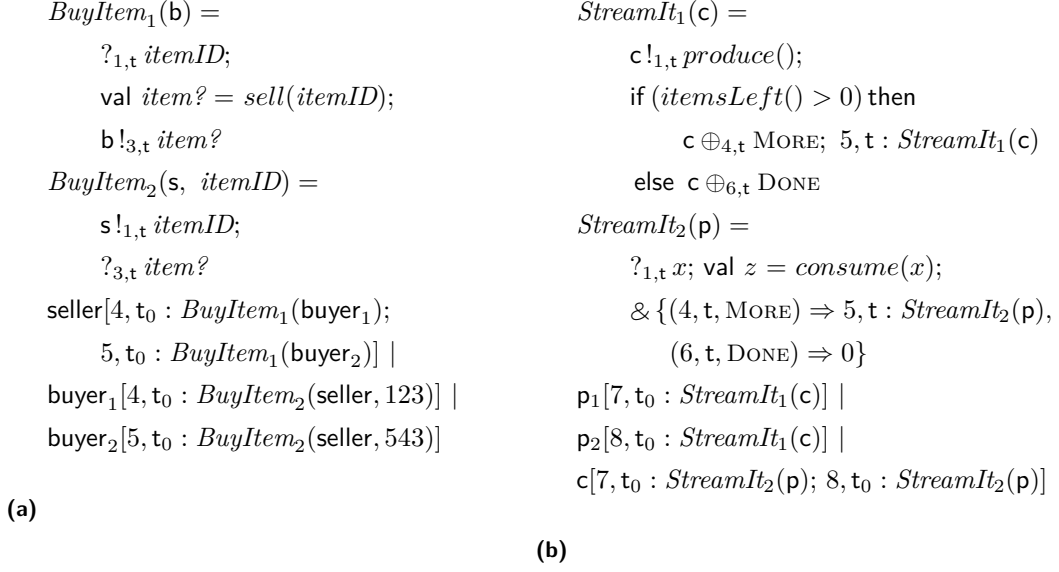 BuyItem₁(b) =
?₁,ₜ itemID;
val item? = sell(itemID);
b !₃,ₜ item?
BuyItem₂(s, itemID) =
s !₁,ₜ itemID;
?₃,ₜ item?
seller[4, t₀ : BuyItem₁(buyer₁);
5, t₀ : BuyItem₁(buyer₂)] |
buyer₁[4, t₀ : BuyItem₂(seller, 123)] |
buyer₂[5, t₀ : BuyItem₂(seller, 543)]
(a)
StreamIt₁(c) =
c !₁,ₜ produce();
if (itemsLeft() > 0) then
c ⊕₄,ₜ MORE; 5, t : StreamIt₁(c)
else c ⊕₆,ₜ DONE
StreamIt₂(p) =
?₁,ₜ x; val z = consume(x);
& {(4, t, MORE) ⇒ 5, t : StreamIt₂(p),
(6, t, DONE) ⇒ 0}
p₁[7, t₀ : StreamIt₁(c)] |
p₂[8, t₀ : StreamIt₁(c)] |
c[7, t₀ : StreamIt₂(p); 8, t₀ : StreamIt₂(p)]
(b)